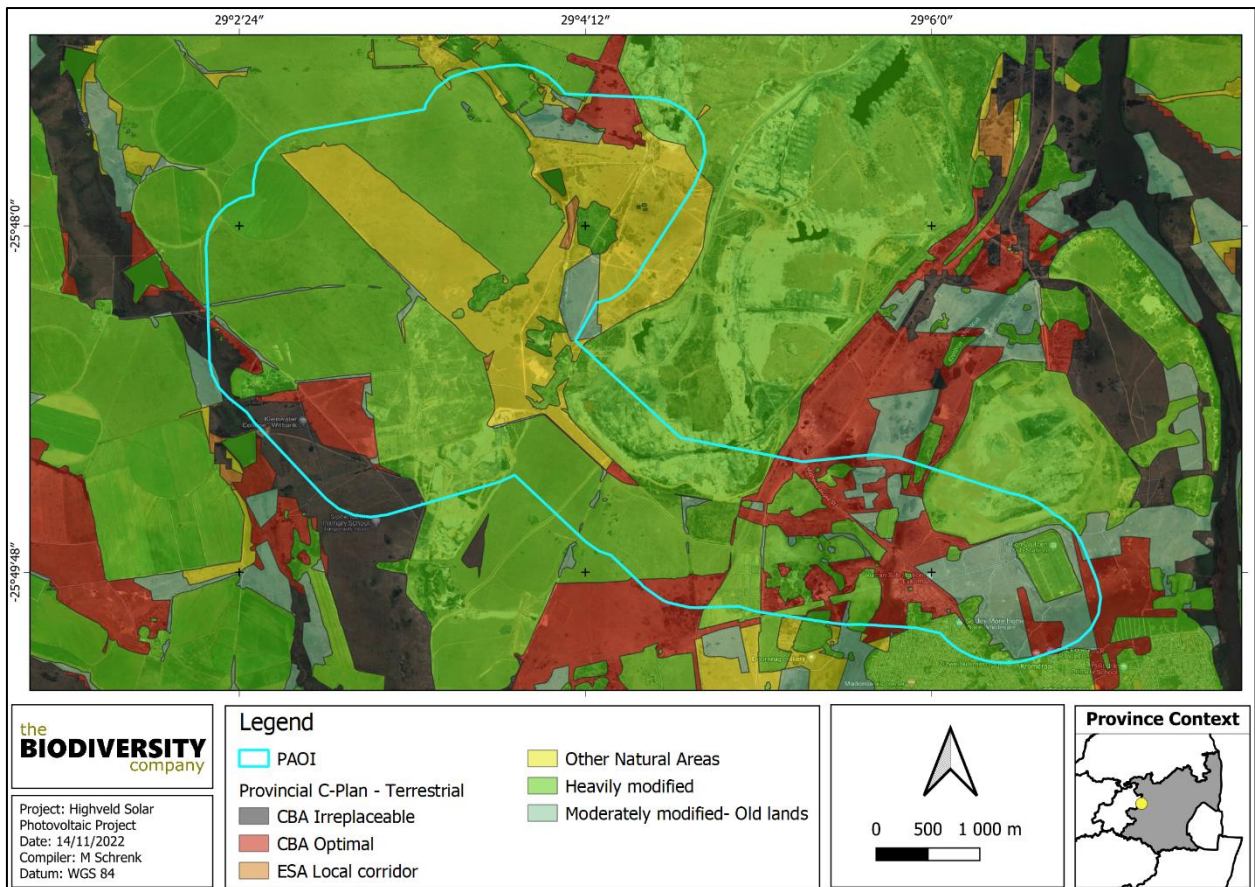 29°2'24"
29°4'12"
29°6'0"
-25°48'0"
-25°49'48"
the
BIODIVERSITY
company
Project: Highveld Solar
Photovoltaic Project
Date: 14/11/2022
Compiler: M Schrenk
Datum: WGS 84
Legend
PAOI
Provincial C-Plan - Terrestrial
CBA Irreplaceable
CBA Optimal
ESA Local corridor
Other Natural Areas
Heavily modified
Moderately modified- Old lands
0 500 1 000 m
Province Context